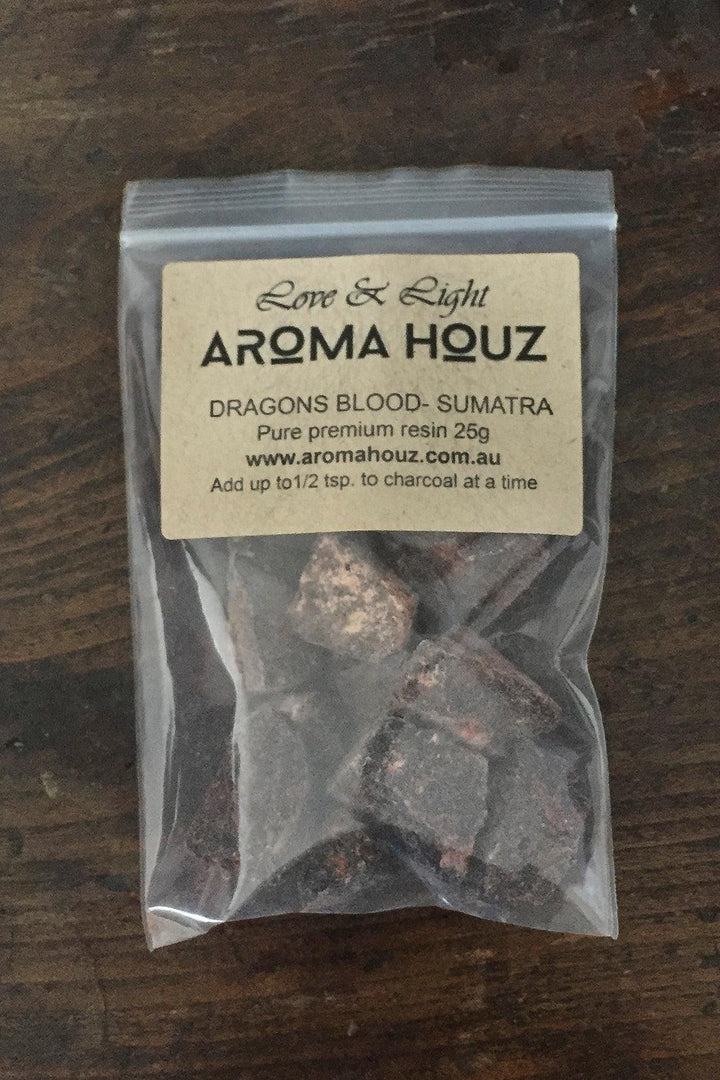 Love & Light
AROMA HOUZ
DRAGONS BLOOD- SUMATRA
Pure premium resin 25g
www.aromahouz.com.au
Add up to1/2 tsp. to charcoal at a time